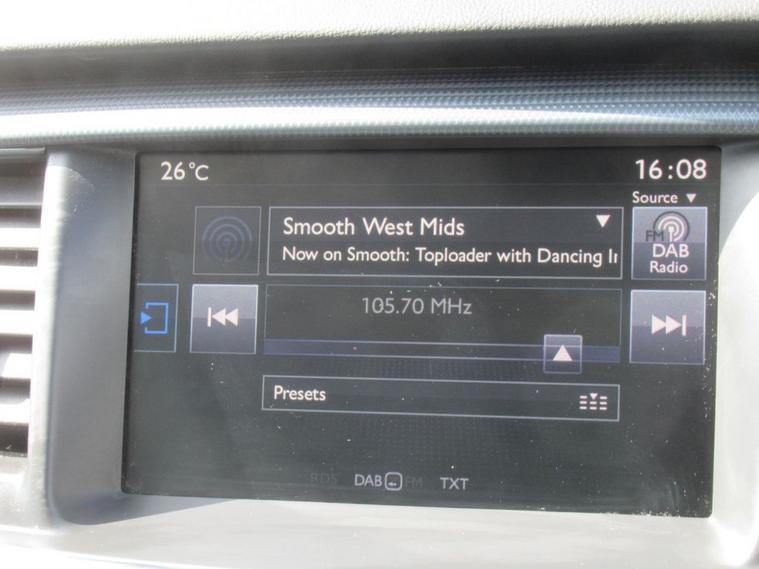 26°C
16:08
Source ▼
Smooth West Mids
Now on Smooth: Toploader with Dancing In
FM
DAB
Radio
105.70 MHz
Presets
RDS DAB FM TXT